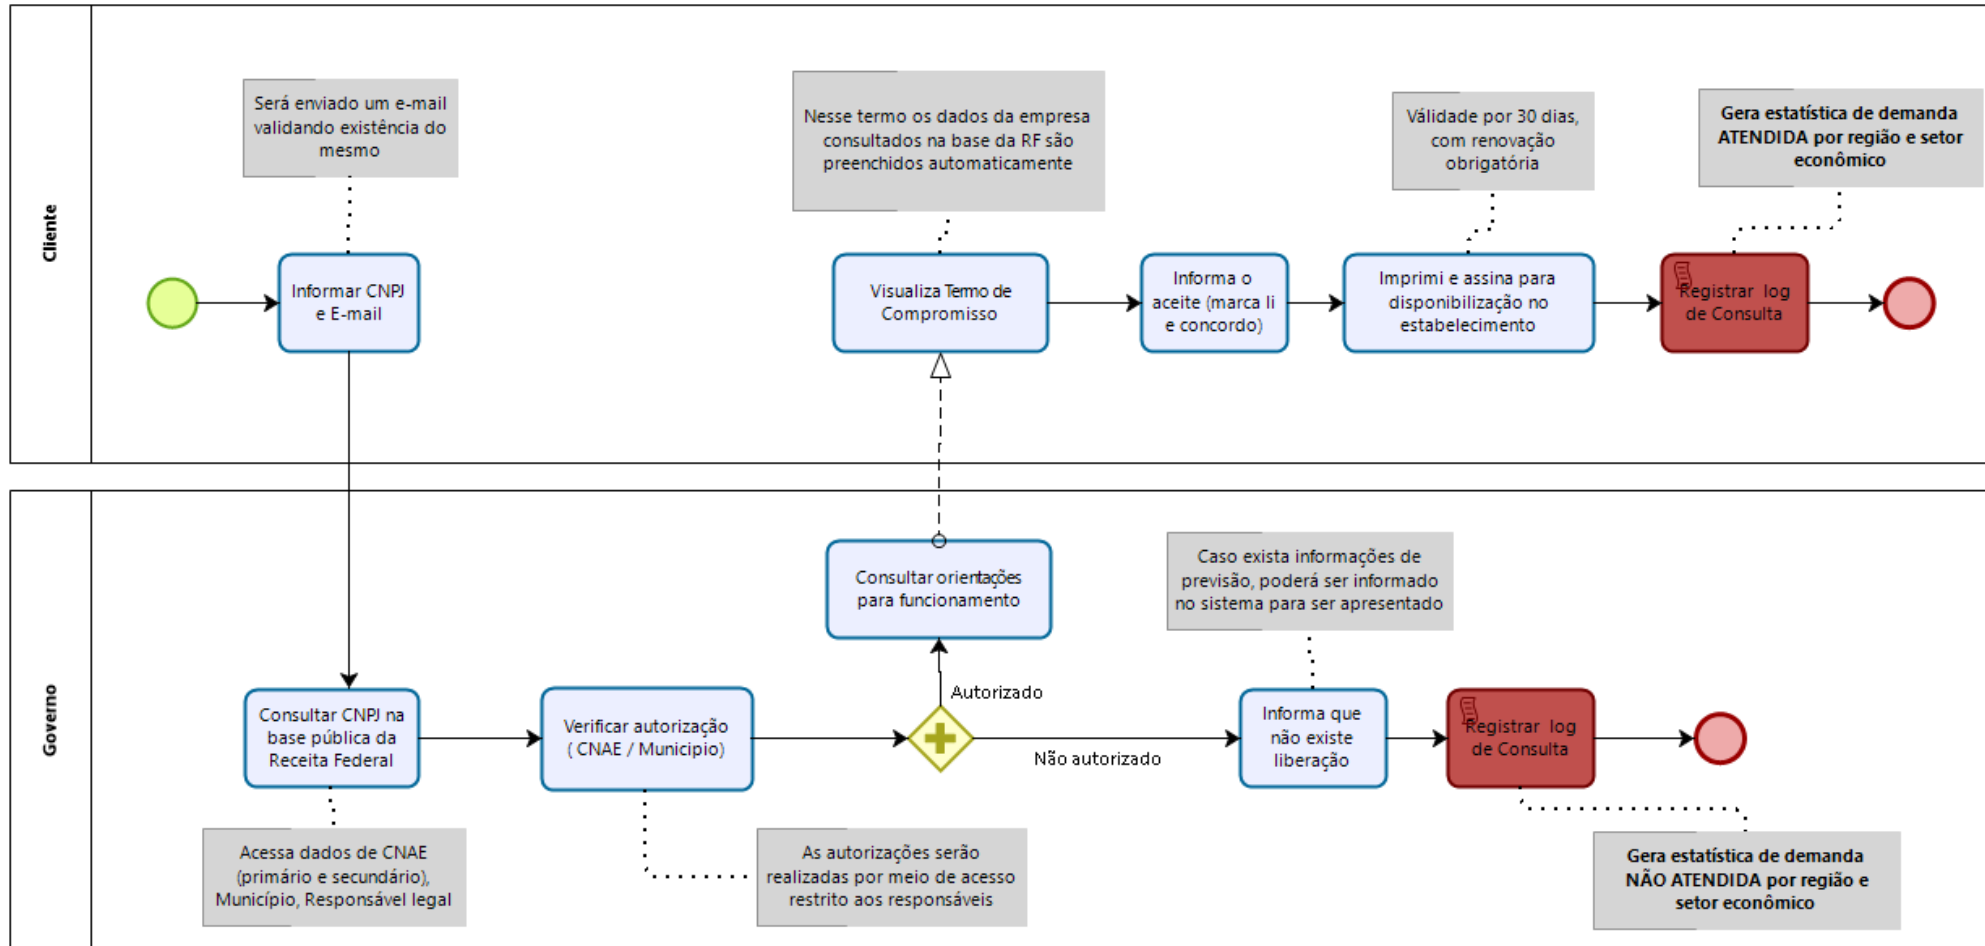 Cliente
Será enviado um e-mail
validando existência do
mesmo
Nesse termo os dados da empresa
consultados na base da RF são
preenchidos automaticamente
Válidade por 30 dias,
com renovação
obrigatória
Gera estatística de demanda
ATENDIDA por região e setor
econômico
Informar CNPJ
e E-mail
Visualiza Termo de
Compromisso
Informa o
aceite (marca li
e concordo)
Imprimi e assina para
disponibilização no
estabelecimento
Registrar log
de Consulta
Governo
Consultar orientações
para funcionamento
Caso exista informações de
previsão, poderá ser informado
no sistema para ser apresentado
Autorizado
Não autorizado
Consultar CNPJ na
base pública da
Receita Federal
Verificar autorização
( CNAE / Municipio)
Informa que
não existe
liberação
Registrar log
de Consulta
Acessa dados de CNAE
(primário e secundário),
Município, Responsável legal
As autorizações serão
realizadas por meio de acesso
restrito aos responsáveis
Gera estatística de demanda
NÃO ATENDIDA por região e
setor econômico